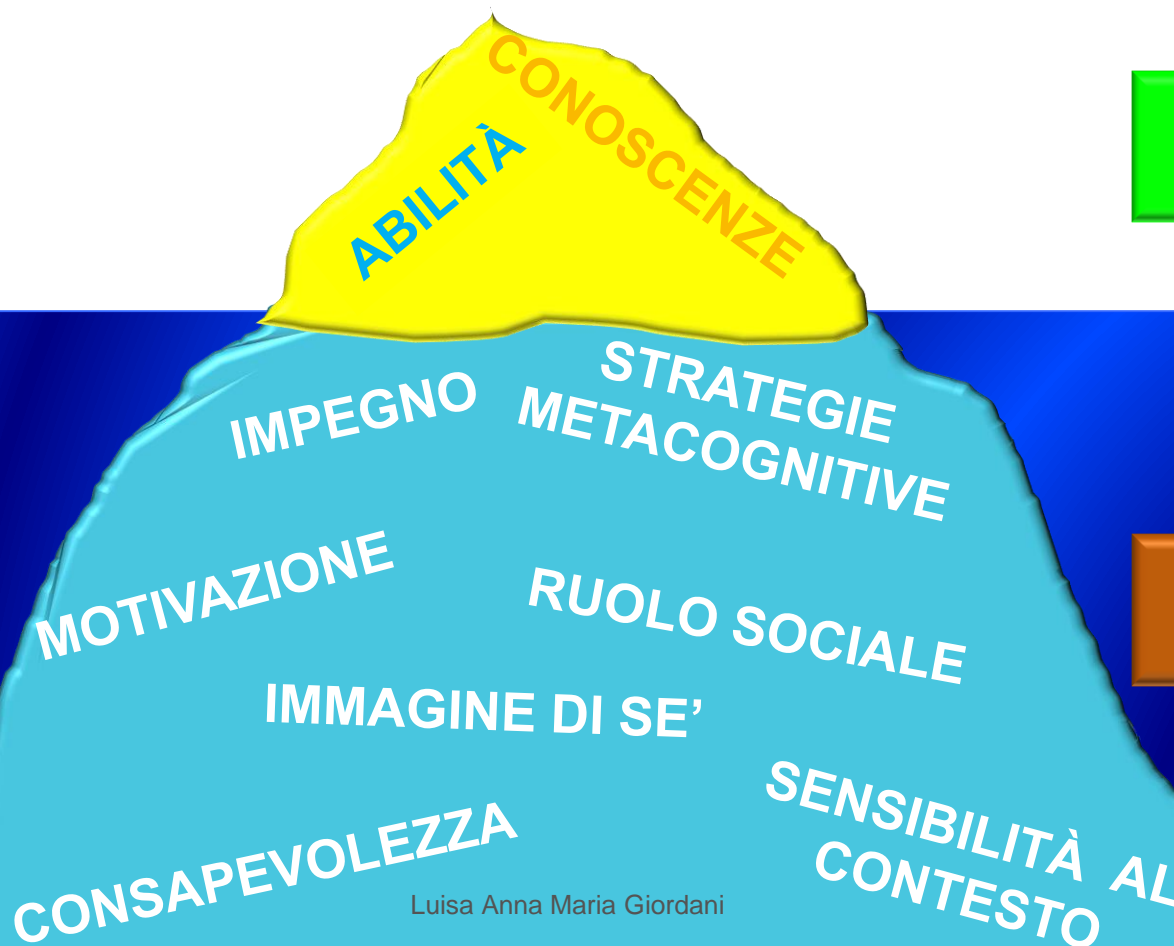 CONOSCENZE
ABILITÀ
STRATEGIE
METACOGNITIVE
IMPEGNO
MOTIVAZIONE
RUOLO SOCIALE
IMMAGINE DI SE’
SENSIBILITÀ AL
CONTESTO
CONSAPEVOLEZZA
Luisa Anna Maria Giordani